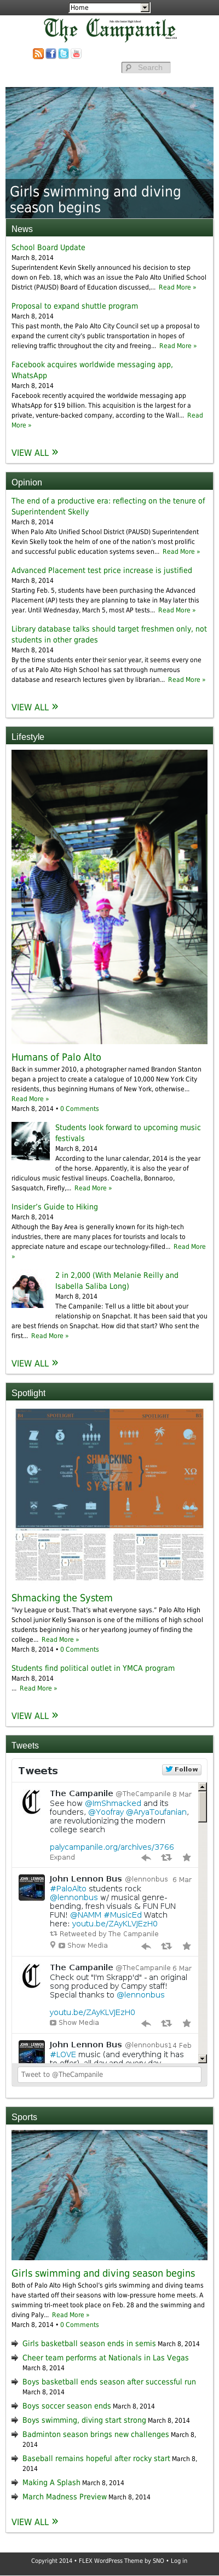 Home
The Campanile
Search
Girls swimming and diving
season begins
News
School Board Update
March 8, 2014
Superintendent Kevin Skelly announced his decision to step
down on Feb. 18, which was an issue the Palo Alto Unified School
District (PAUSD) Board of Education discussed,... Read More »
Proposal to expand shuttle program
March 8, 2014
This past month, the Palo Alto City Council set up a proposal to
expand the current city's public transportation in hopes of
relieving traffic throughout the city and freeing... Read More »
Facebook acquires worldwide messaging app,
WhatsApp
March 8, 2014
Facebook recently acquired the worldwide messaging app
WhatsApp for $19 billion. This acquisition is the largest for a
private, venture-backed company, according to the Wall... Read
More »
VIEW ALL »
Opinion
The end of a productive era: reflecting on the tenure of
Superintendent Skelly
March 8, 2014
When Palo Alto Unified School District (PAUSD) Superintendent
Kevin Skelly took the helm of one of the nation's most prolific
and successful public education systems seven... Read More »
Advanced Placement test price increase is justified
March 8, 2014
Starting Feb. 5, students have been purchasing the Advanced
Placement (AP) tests they are planning to take in May later this
year. Until Wednesday, March 5, most AP tests... Read More »
Library database talks should target freshmen only, not
students in other grades
March 8, 2014
By the time students enter their senior year, it seems every one
of us at Palo Alto High School has sat through numerous
database and research lectures given by librarian... Read More »
VIEW ALL »
Lifestyle
Humans of Palo Alto
Back in summer 2010, a photographer named Brandon Stanton
began a project to create a catalogue of 10,000 New York City
residents, thus beginning Humans of New York, otherwise...
Read More »
March 8, 2014 • 0 Comments
Students look forward to upcoming music
festivals
March 8, 2014
According to the lunar calendar, 2014 is the year
of the horse. Apparently, it is also the year of
ridiculous music festival lineups. Coachella, Bonnaroo,
Sasquatch, Firefly,... Read More »
Insider's Guide to Hiking
March 8, 2014
Although the Bay Area is generally known for its high-tech
industries, there are many places for tourists and locals to
appreciate nature and escape our technology-filled... Read More
»
2 in 2,000 (With Melanie Reilly and
Isabella Saliba Long)
March 8, 2014
The Campanile: Tell us a little bit about your
relationship on Snapchat. It has been said that you
are best friends on Snapchat. How did that start? Who sent the
first... Read More »
VIEW ALL »
Spotlight
SHMACKING
THE
SYSTEM
Shmacking the System
"Ivy League or bust. That's what everyone says." Palo Alto High
School junior Kelly Swanson is one of the millions of high school
students beginning his or her yearlong journey of finding the
college... Read More »
March 8, 2014 • 0 Comments
Students find political outlet in YMCA program
March 8, 2014
... Read More »
VIEW ALL »
Tweets
Tweets
Follow
The Campanile @TheCampanile 8 Mar
See how @ImShmacked and its
founders, @Yoofray @AryaToufanian,
are revolutionizing the modern
college search
palycampanile.org/archives/3766
Expand
John Lennon Bus @lennonbus 6 Mar
#PaloAlto students rock
@lennonbus w/musical genre-
bending, fresh visuals & FUN FUN
FUN! @NAMM #MusicEd Watch
here: youtu.be/ZAyKLVJEzH0
Retweeted by The Campanile
Show Media
The Campanile @TheCampanile 6 Mar
Check out "I'm Skrapp'd" - an original
song produced by Campy staff!
Special thanks to @lennonbus
youtu.be/ZAyKLVJEzH0
Show Media
John Lennon Bus @lennonbus 14 Feb
#LOVE music (and everything it has
to offer) all day and every day
Tweet to @TheCampanile
Sports
Girls swimming and diving season begins
Both of Palo Alto High School's girls swimming and diving teams
have started off their seasons with low-pressure home meets. A
swimming tri-meet took place on Feb. 28 and the swimming and
diving Paly... Read More »
March 8, 2014 • 0 Comments
Girls basketball season ends in semis March 8, 2014
Cheer team performs at Nationals in Las Vegas
March 8, 2014
Boys basketball ends season after successful run
March 8, 2014
Boys soccer season ends March 8, 2014
Boys swimming, diving start strong March 8, 2014
Badminton season brings new challenges March 8,
2014
Baseball remains hopeful after rocky start March 8,
2014
Making A Splash March 8, 2014
March Madness Preview March 8, 2014
VIEW ALL »
Copyright 2014 • FLEX WordPress Theme by SNO • Log in